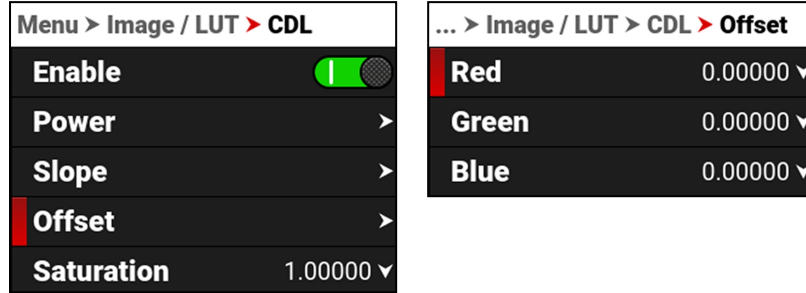 Menu > Image / LUT > CDL
Enable
Power >
Slope >
Offset >
Saturation 1.00000
... > Image / LUT > CDL > Offset
Red 0.00000
Green 0.00000
Blue 0.00000